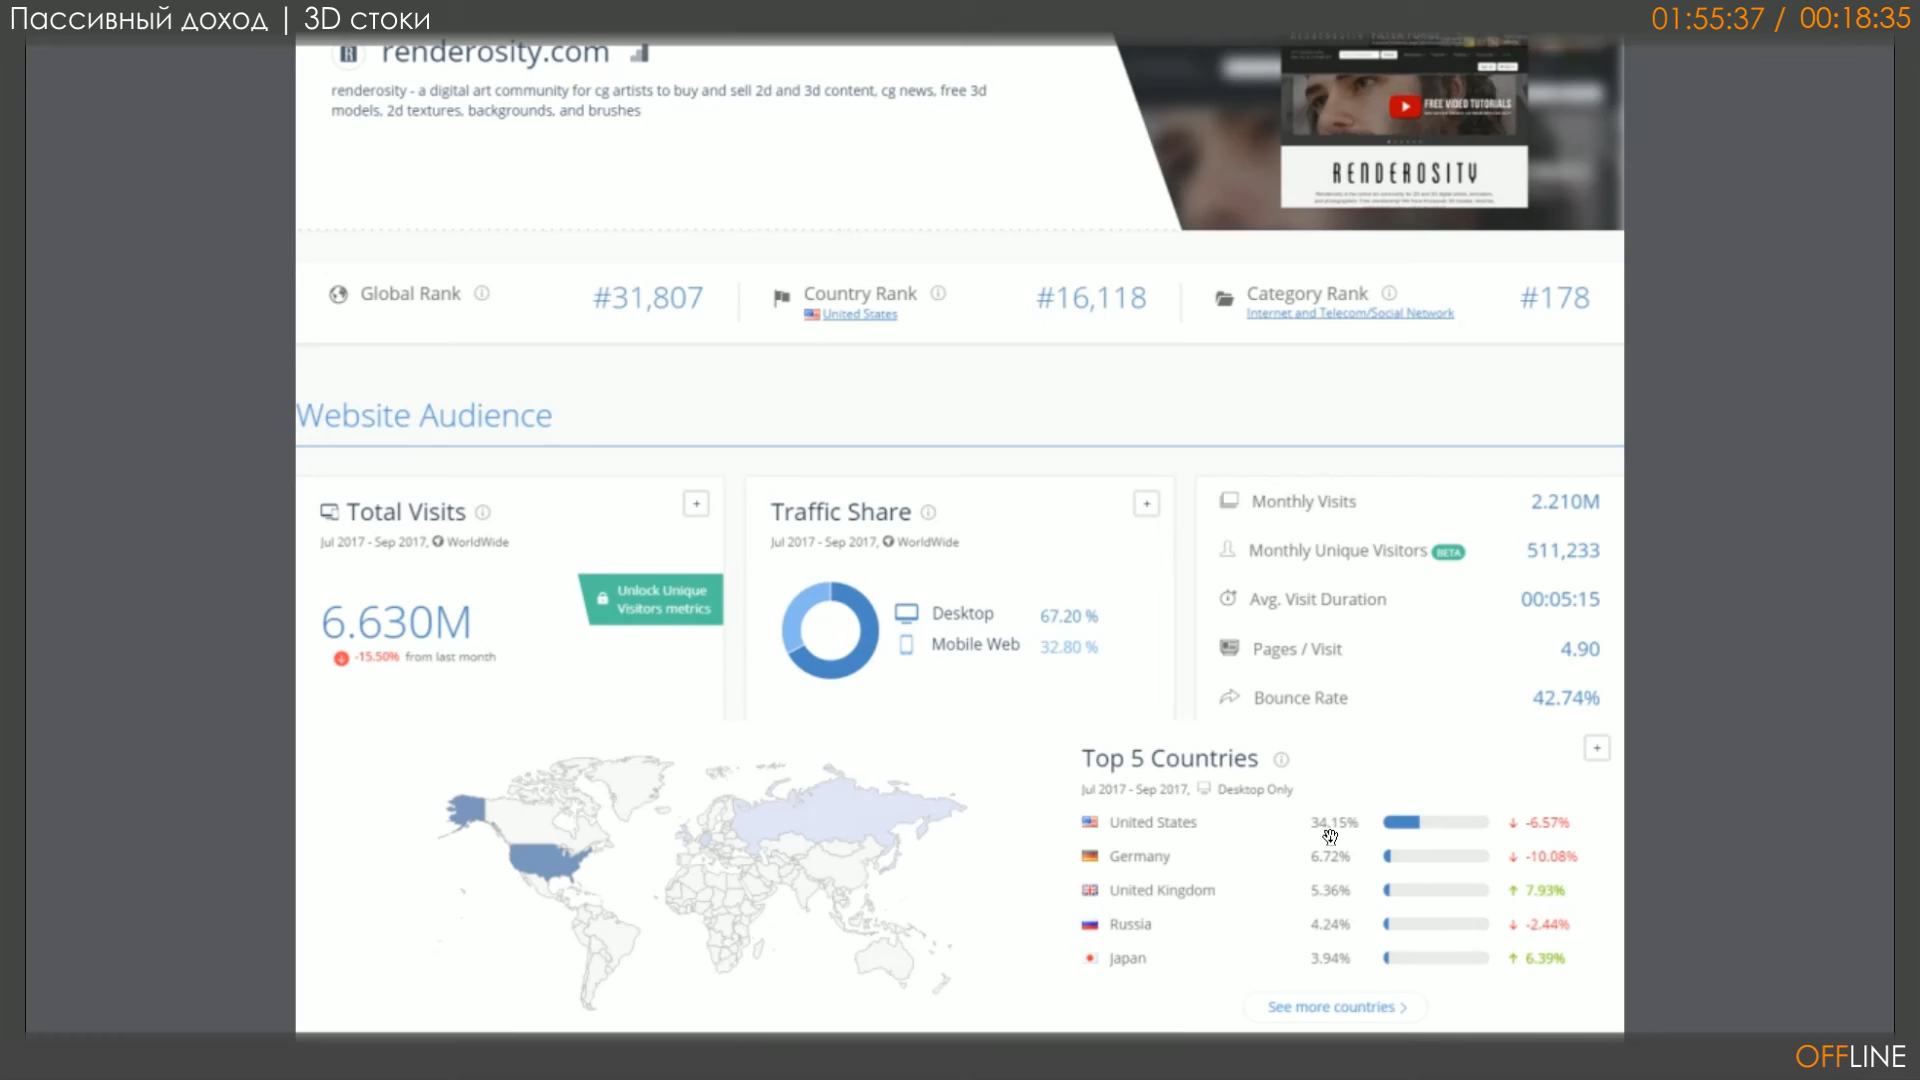 Пассивный доход | 3D стоки
01:55:37 / 00:18:35
renderosity.com
renderosity - a digital art community for cg artists to buy and sell 2d and 3d content, cg news, free 3d
models, 2d textures, backgrounds, and brushes
FREE VIDEO TUTORIALS
RENDEROSITY
Global Rank #31,807
Country Rank #16,118
United States
Category Rank #178
Internet and Telecom/Social Network
Website Audience
Total Visits
Jul 2017 - Sep 2017, WorldWide
Unlock Unique
Visitors metrics
6.630M
-15.50% from last month
Traffic Share
Jul 2017 - Sep 2017, WorldWide
Desktop 67.20 %
Mobile Web 32.80 %
Monthly Visits 2.210M
Monthly Unique Visitors BETA 511,233
Avg. Visit Duration 00:05:15
Pages / Visit 4.90
Bounce Rate 42.74%
Top 5 Countries
Jul 2017 - Sep 2017, Desktop Only
United States 34.15% -6.57%
Germany 6.72% -10.08%
United Kingdom 5.36% 7.93%
Russia 4.24% -2.44%
Japan 3.94% 6.39%
See more countries >
OFFLINE